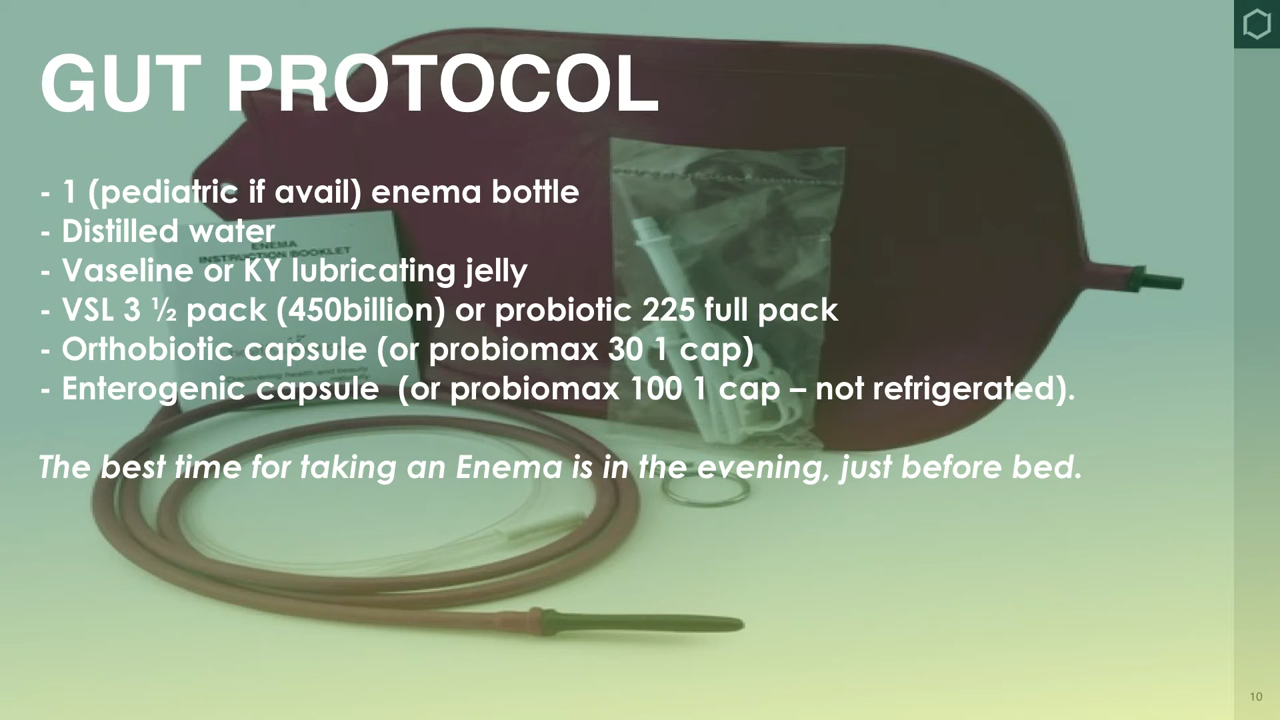 GUT PROTOCOL
- 1 (pediatric if avail) enema bottle
- Distilled water
ENEMA
INSTRUCTION BOOKLET
- Vaseline or KY lubricating jelly
- VSL 3 ½ pack (450billion) or probiotic 225 full pack
- Orthobiotic capsule (or probiomax 30 1 cap)
- Enterogenic capsule  (or probiomax 100 1 cap – not refrigerated).
The best time for taking an Enema is in the evening, just before bed.
10